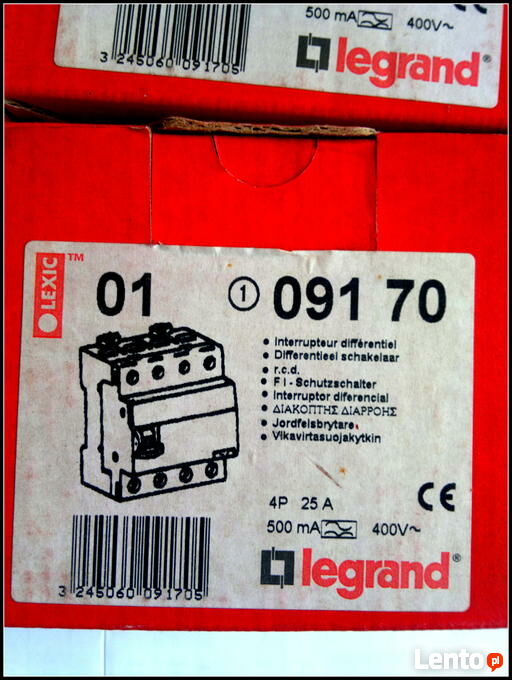 500 mA 400V~
3 245060 091705
legrand®
LEXIC™
01 ① 091 70
• Interrupteur différentiel
• Differentieel schakelaar
• r.c.d.
• F I - Schutzschalter
• Interruptor diferencial
• ΔΙΑΚΟΠΤΗΣ ΔΙΑΡΡΟΗΣ
• Jordfelsbrytare
• Vikavirtasuojakytkin
4P 25 A
CE
500 mA 400V~
3 245060 091705
legrand®
Lento.pl